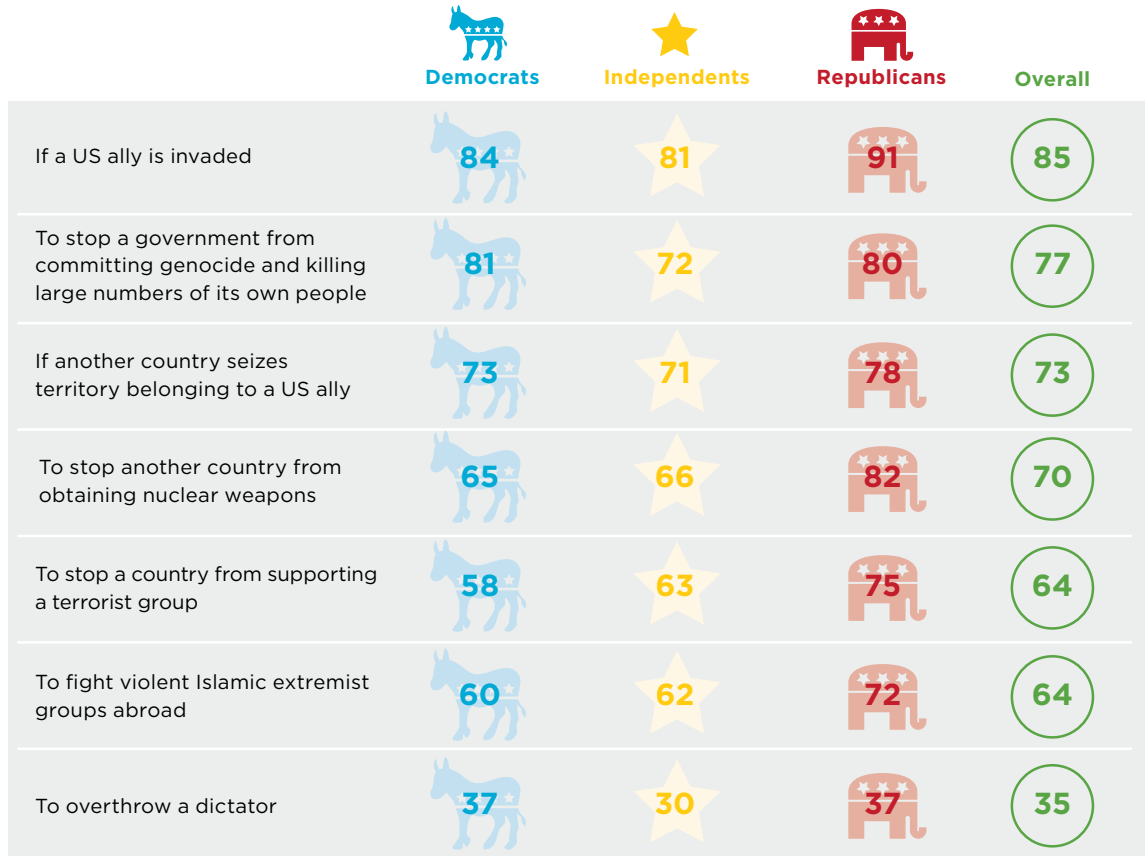 Democrats Independents Republicans Overall
If a US ally is invaded 84 81 91 85
To stop a government from
committing genocide and killing 81 72 80 77
large numbers of its own people
If another country seizes
territory belonging to a US ally 73 71 78 73
To stop another country from
obtaining nuclear weapons 65 66 82 70
To stop a country from supporting
a terrorist group 58 63 75 64
To fight violent Islamic extremist
groups abroad 60 62 72 64
To overthrow a dictator 37 30 37 35